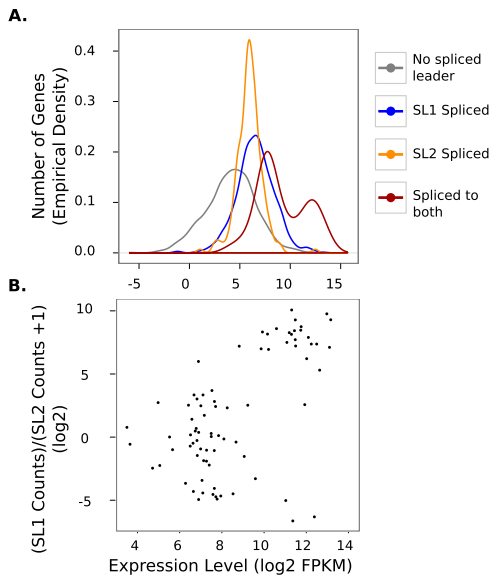 A.
Number of Genes
(Empirical Density)
0.4
0.3
0.2
0.1
0.0
-5
0
5
10
15
No spliced
leader
SL1 Spliced
SL2 Spliced
Spliced to
both
B.
(SL1 Counts)/(SL2 Counts +1)
(log2)
10
5
0
-5
4
6
8
10
12
14
Expression Level (log2 FPKM)